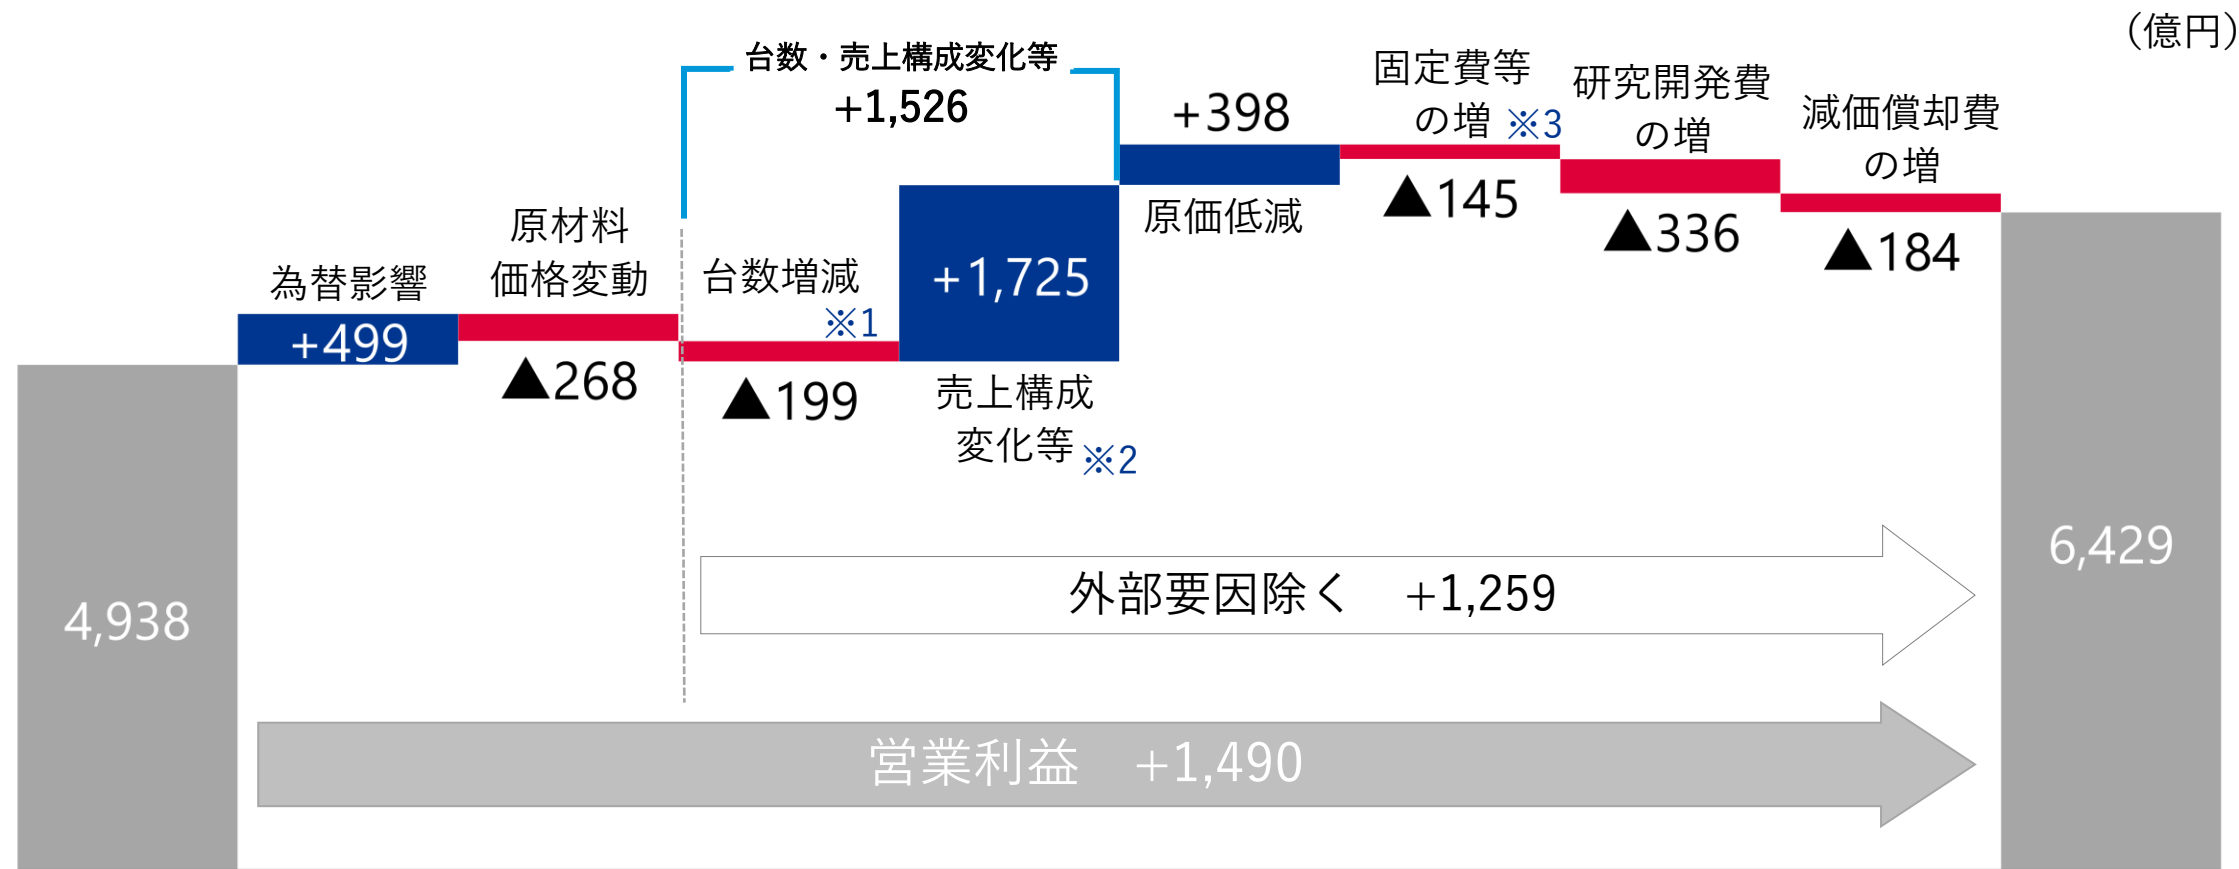 （億円）
台数・売上構成変化等
+1,526
+398
固定費等
の増 ※3
研究開発費
の増
減価償却費
の増
▲145
▲336
▲184
原価低減
原材料
価格変動
為替影響
+499
▲268
台数増減
※1
▲199
+1,725
売上構成
変化等 ※2
4,938
6,429
外部要因除く　+1,259
営業利益　+1,490